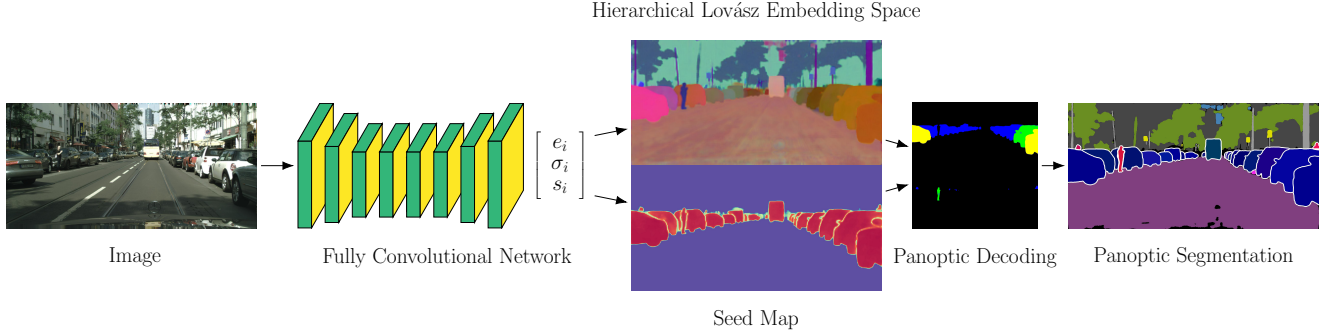 Hierarchical Lovász Embedding Space
e_i
σ_i
s_i
Image
Fully Convolutional Network
Panoptic Decoding
Panoptic Segmentation
Seed Map